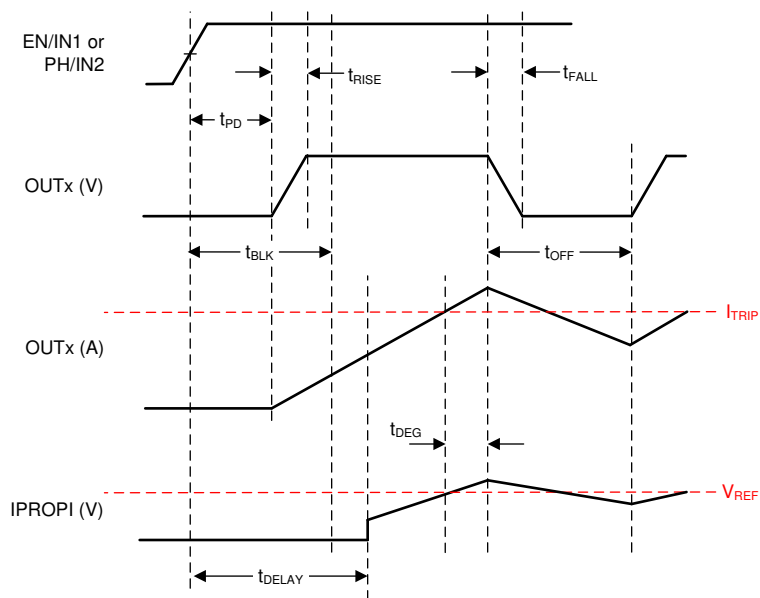 EN/IN1 or
PH/IN2
tRISE
tFALL
tPD
OUTx (V)
tBLK
tOFF
ITRIP
OUTx (A)
tDEG
VREF
IPROPI (V)
tDELAY